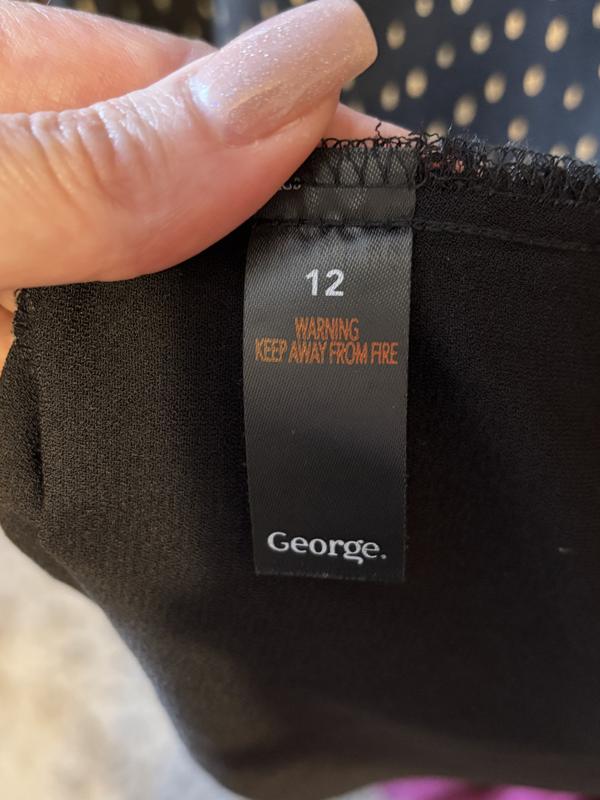 12
WARNING
KEEP AWAY FROM FIRE
George.